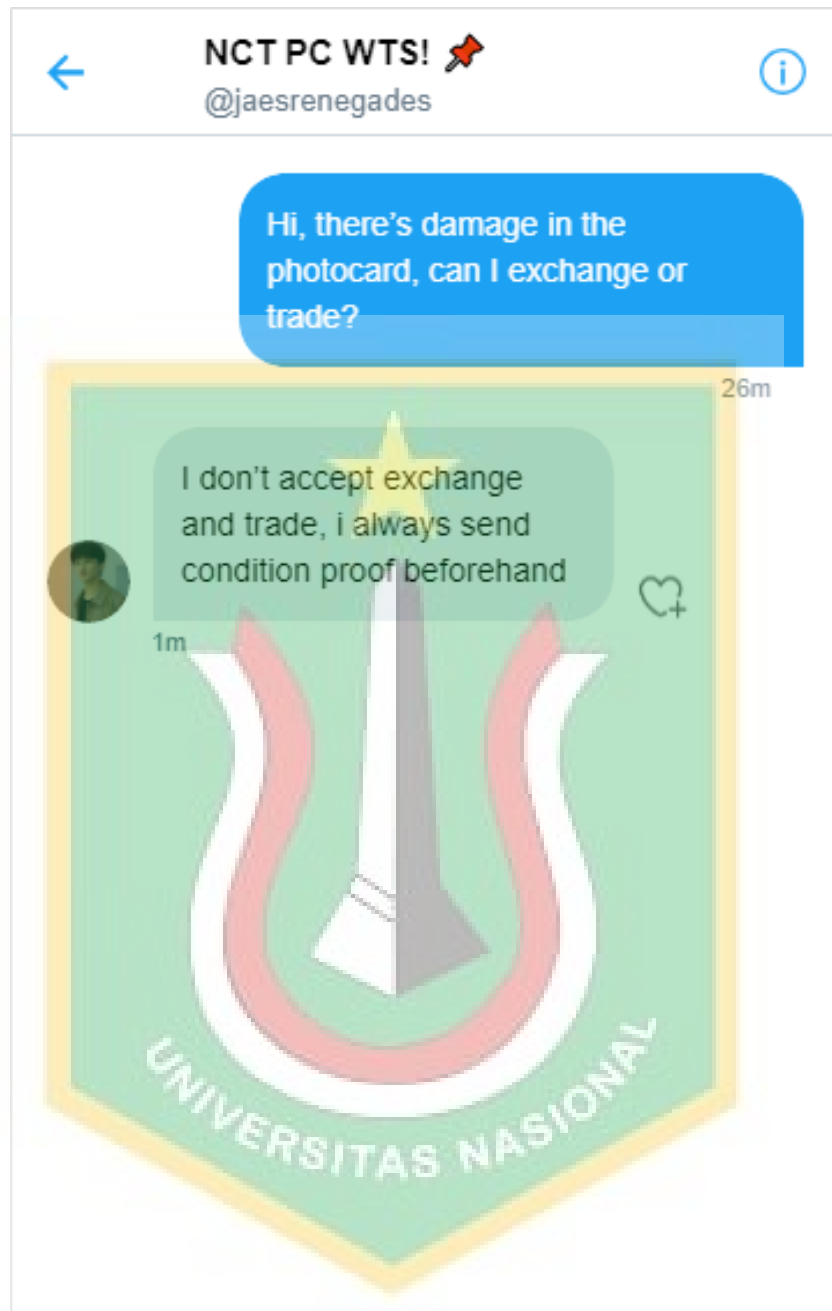 NCT PC WTS! 📌
@jaesrenegades
Hi, there's damage in the
photocard, can I exchange or
trade?
26m
I don't accept exchange
and trade, i always send
condition proof beforehand
1m
UNIVERSITAS NASIONAL